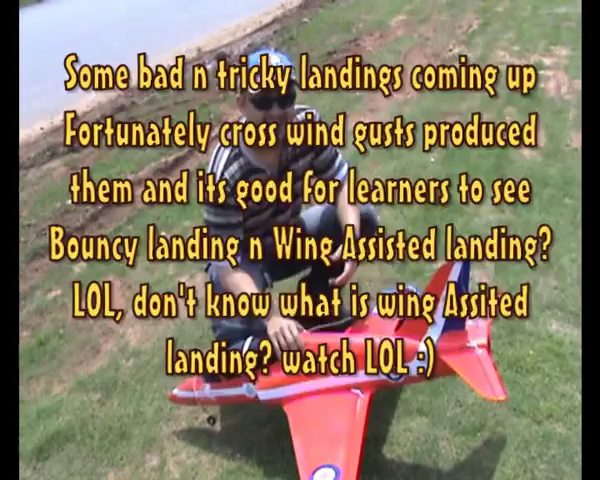 Some bad n tricky landings coming up
Fortunately cross wind gusts produced
them and its good for learners to see
Bouncy landing n Wing Assisted landing?
LOL, don't know what is wing Assited
landing? watch LOL :)